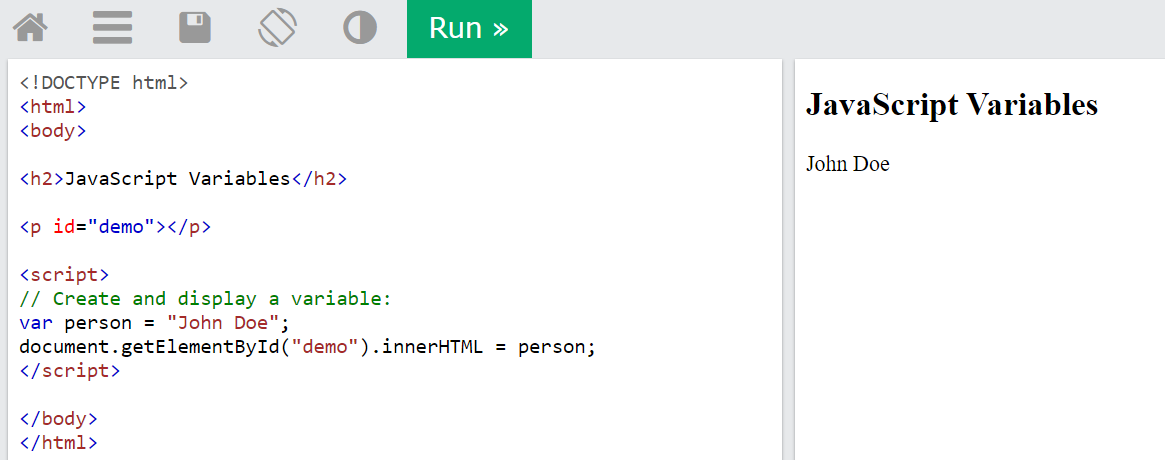 Run »
<!DOCTYPE html>
<html>
<body>
<h2>JavaScript Variables</h2>
<p id="demo"></p>
<script>
// Create and display a variable:
var person = "John Doe";
document.getElementById("demo").innerHTML = person;
</script>
</body>
</html>
JavaScript Variables
John Doe